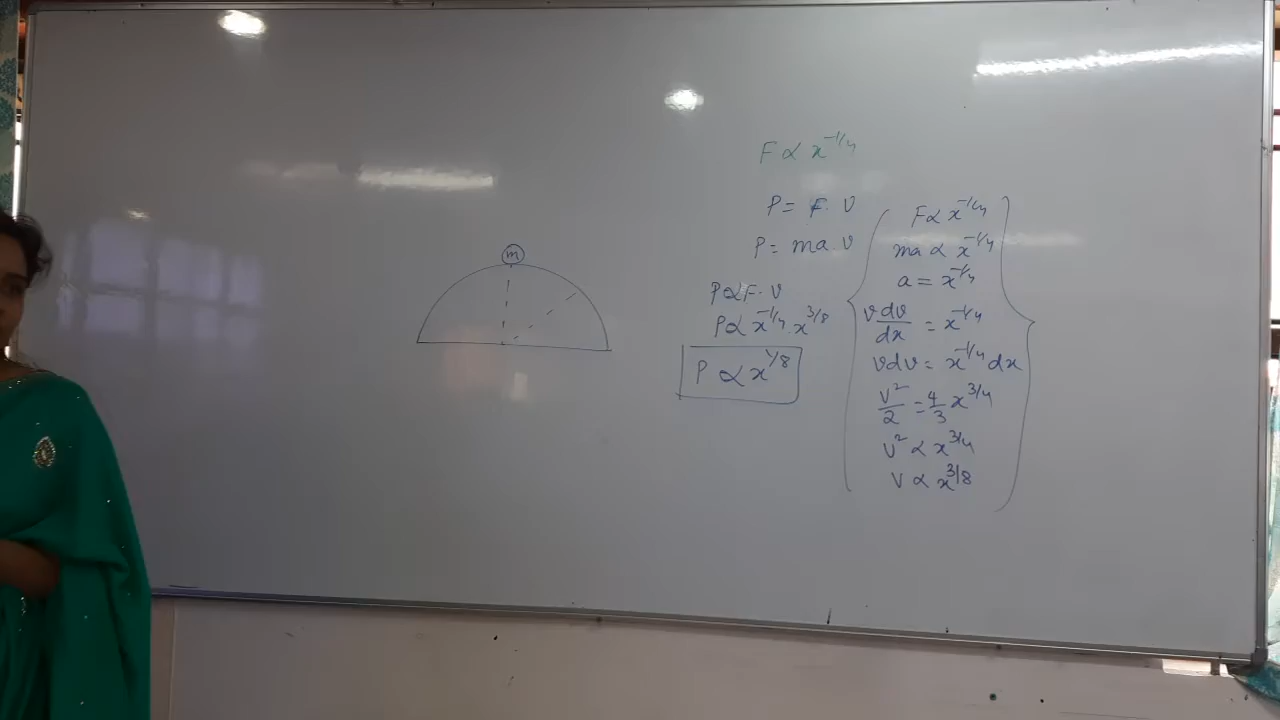 m
F ∝ x^-1/4
P = F. v
P = ma. v
P ∝ F. v
P ∝ x^-1/4. x^3/8
P ∝ x^1/8
F ∝ x^-1/4
ma ∝ x^-1/4
a = x^-1/4
v dv/dx = x^-1/4
vdv = x^-1/4 dx
v²/2 = 4/3 x^3/4
v² ∝ x^3/4
v ∝ x^3/8